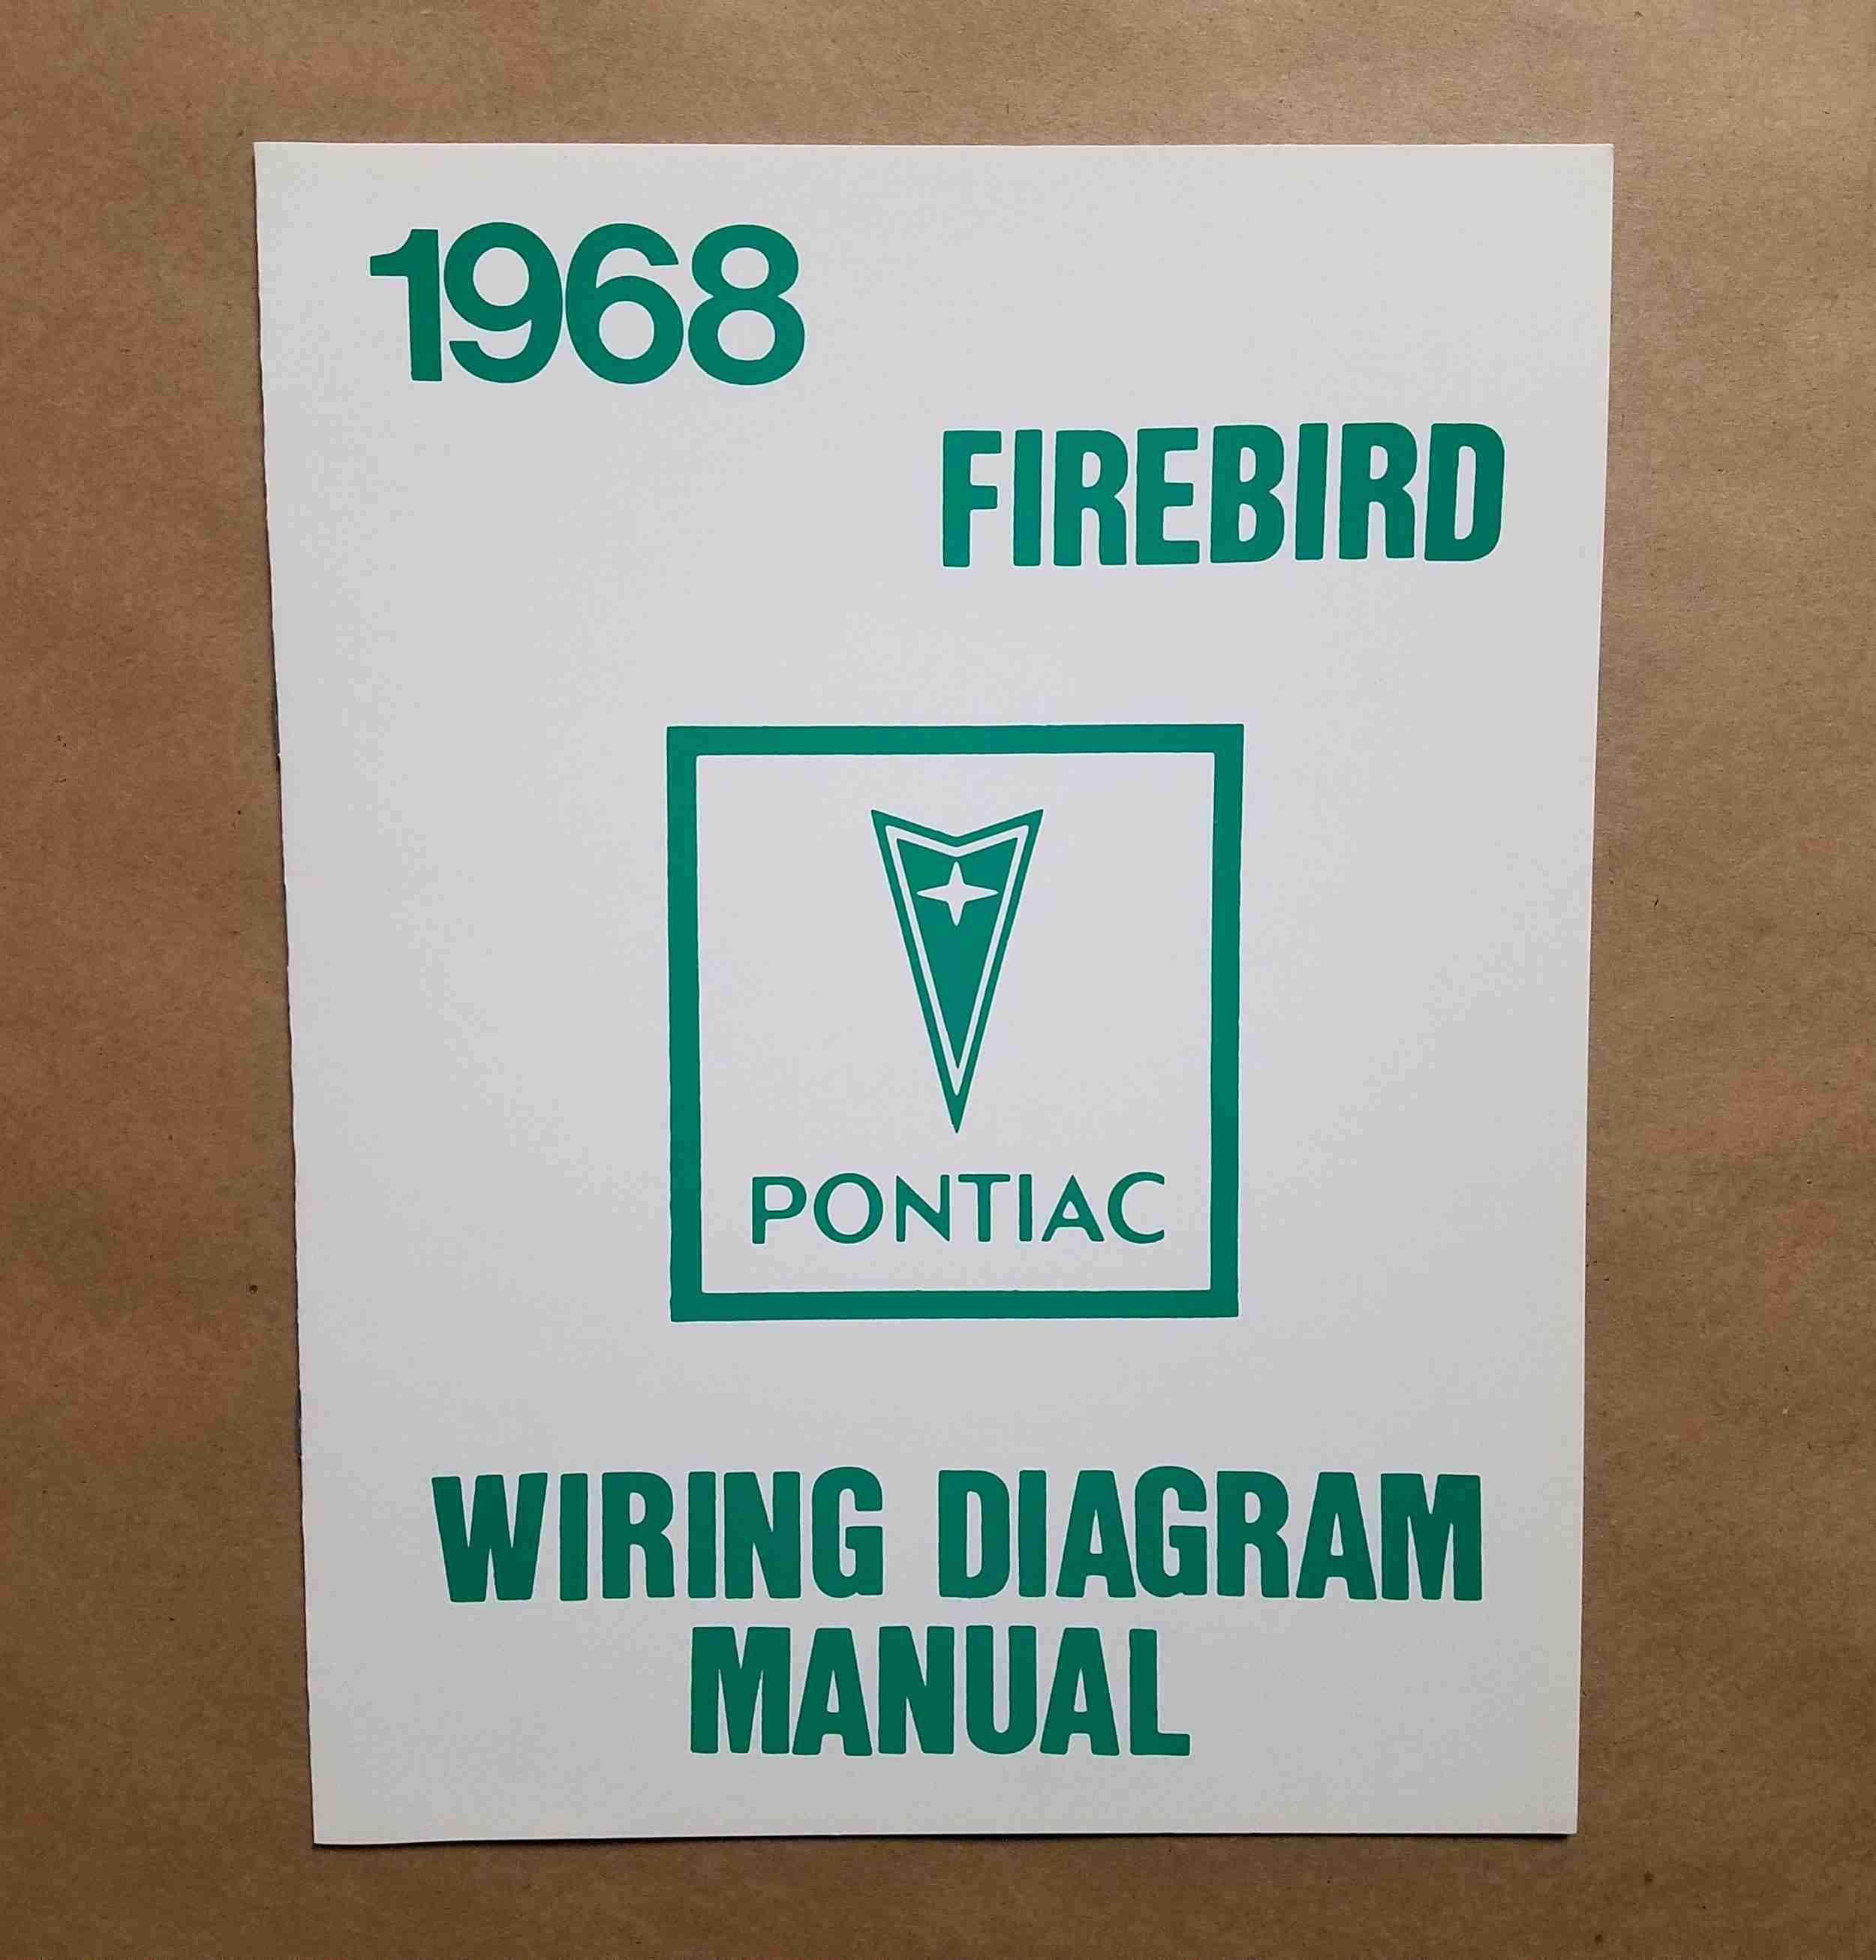 1968
FIREBIRD
PONTIAC
WIRING DIAGRAM
MANUAL